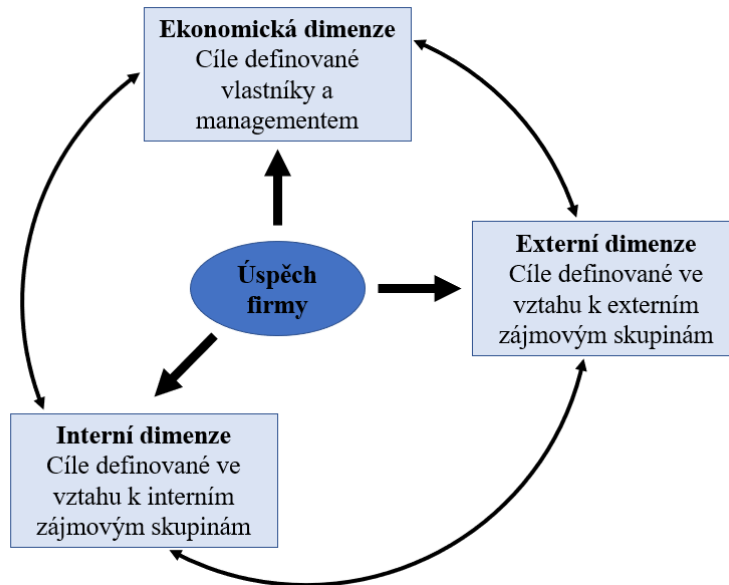 Ekonomická dimenze
Cíle definované
vlastníky a
managementem
Úspěch
firmy
Externí dimenze
Cíle definované ve
vztahu k externím
zájmovým skupinám
Interní dimenze
Cíle definované ve
vztahu k interním
zájmovým skupinám